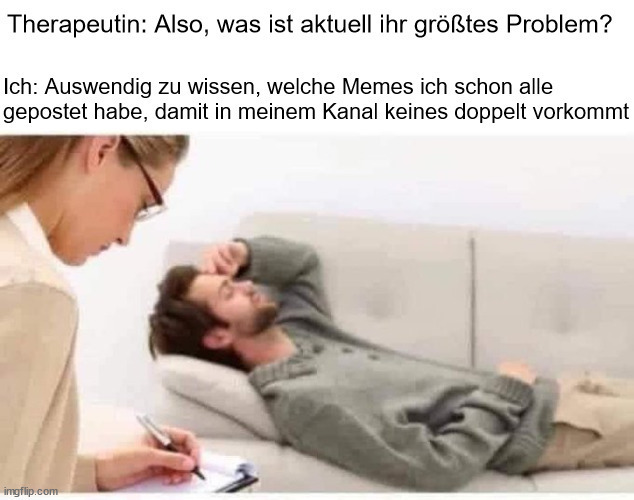 Therapeutin: Also, was ist aktuell ihr größtes Problem?
Ich: Auswendig zu wissen, welche Memes ich schon alle
gepostet habe, damit in meinem Kanal keines doppelt vorkommt
imgflip.com